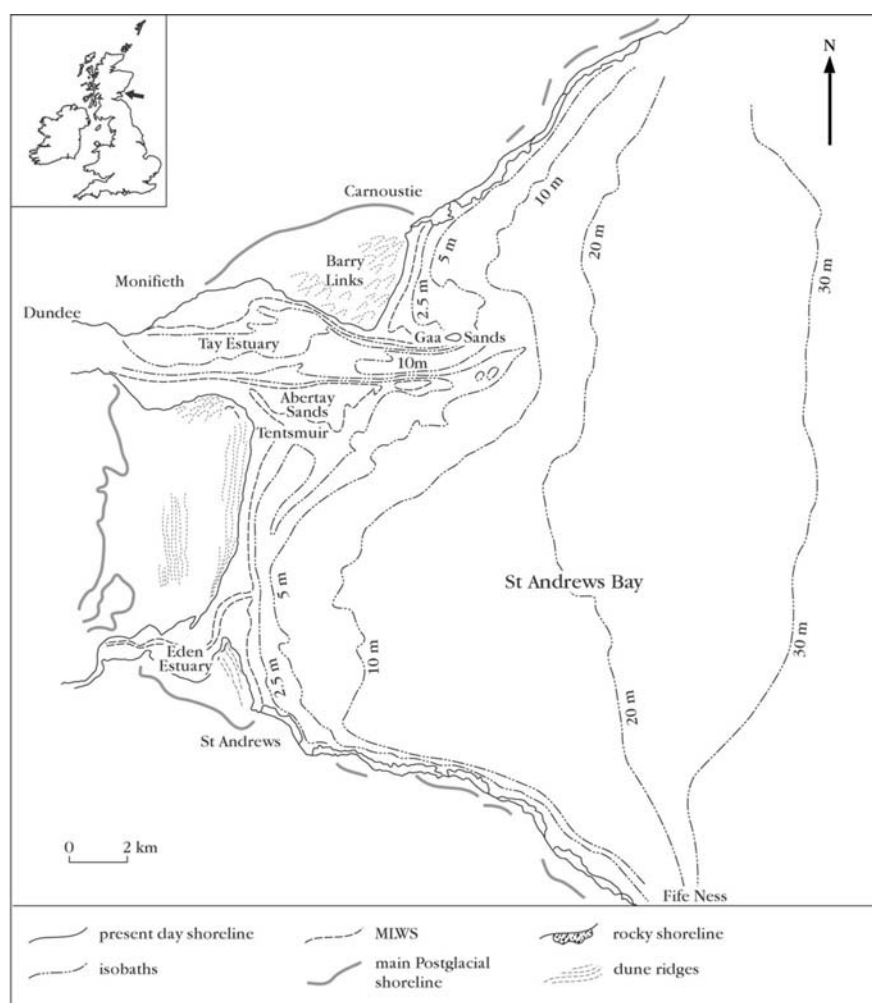 N
Carnoustie
10 m
20 m
30 m
5 m
Barry
Links
Monifieth
2.5 m
Dundee
Tay Estuary
Gaa
Sands
10m
Abertay
Sands
Tentsmuir
St Andrews Bay
5 m
10 m
30 m
Eden
Estuary
2.5 m
20 m
St Andrews
0 2 km
Fife Ness
present day shoreline
MLWS
rocky shoreline
isobaths
main Postglacial
shoreline
dune ridges